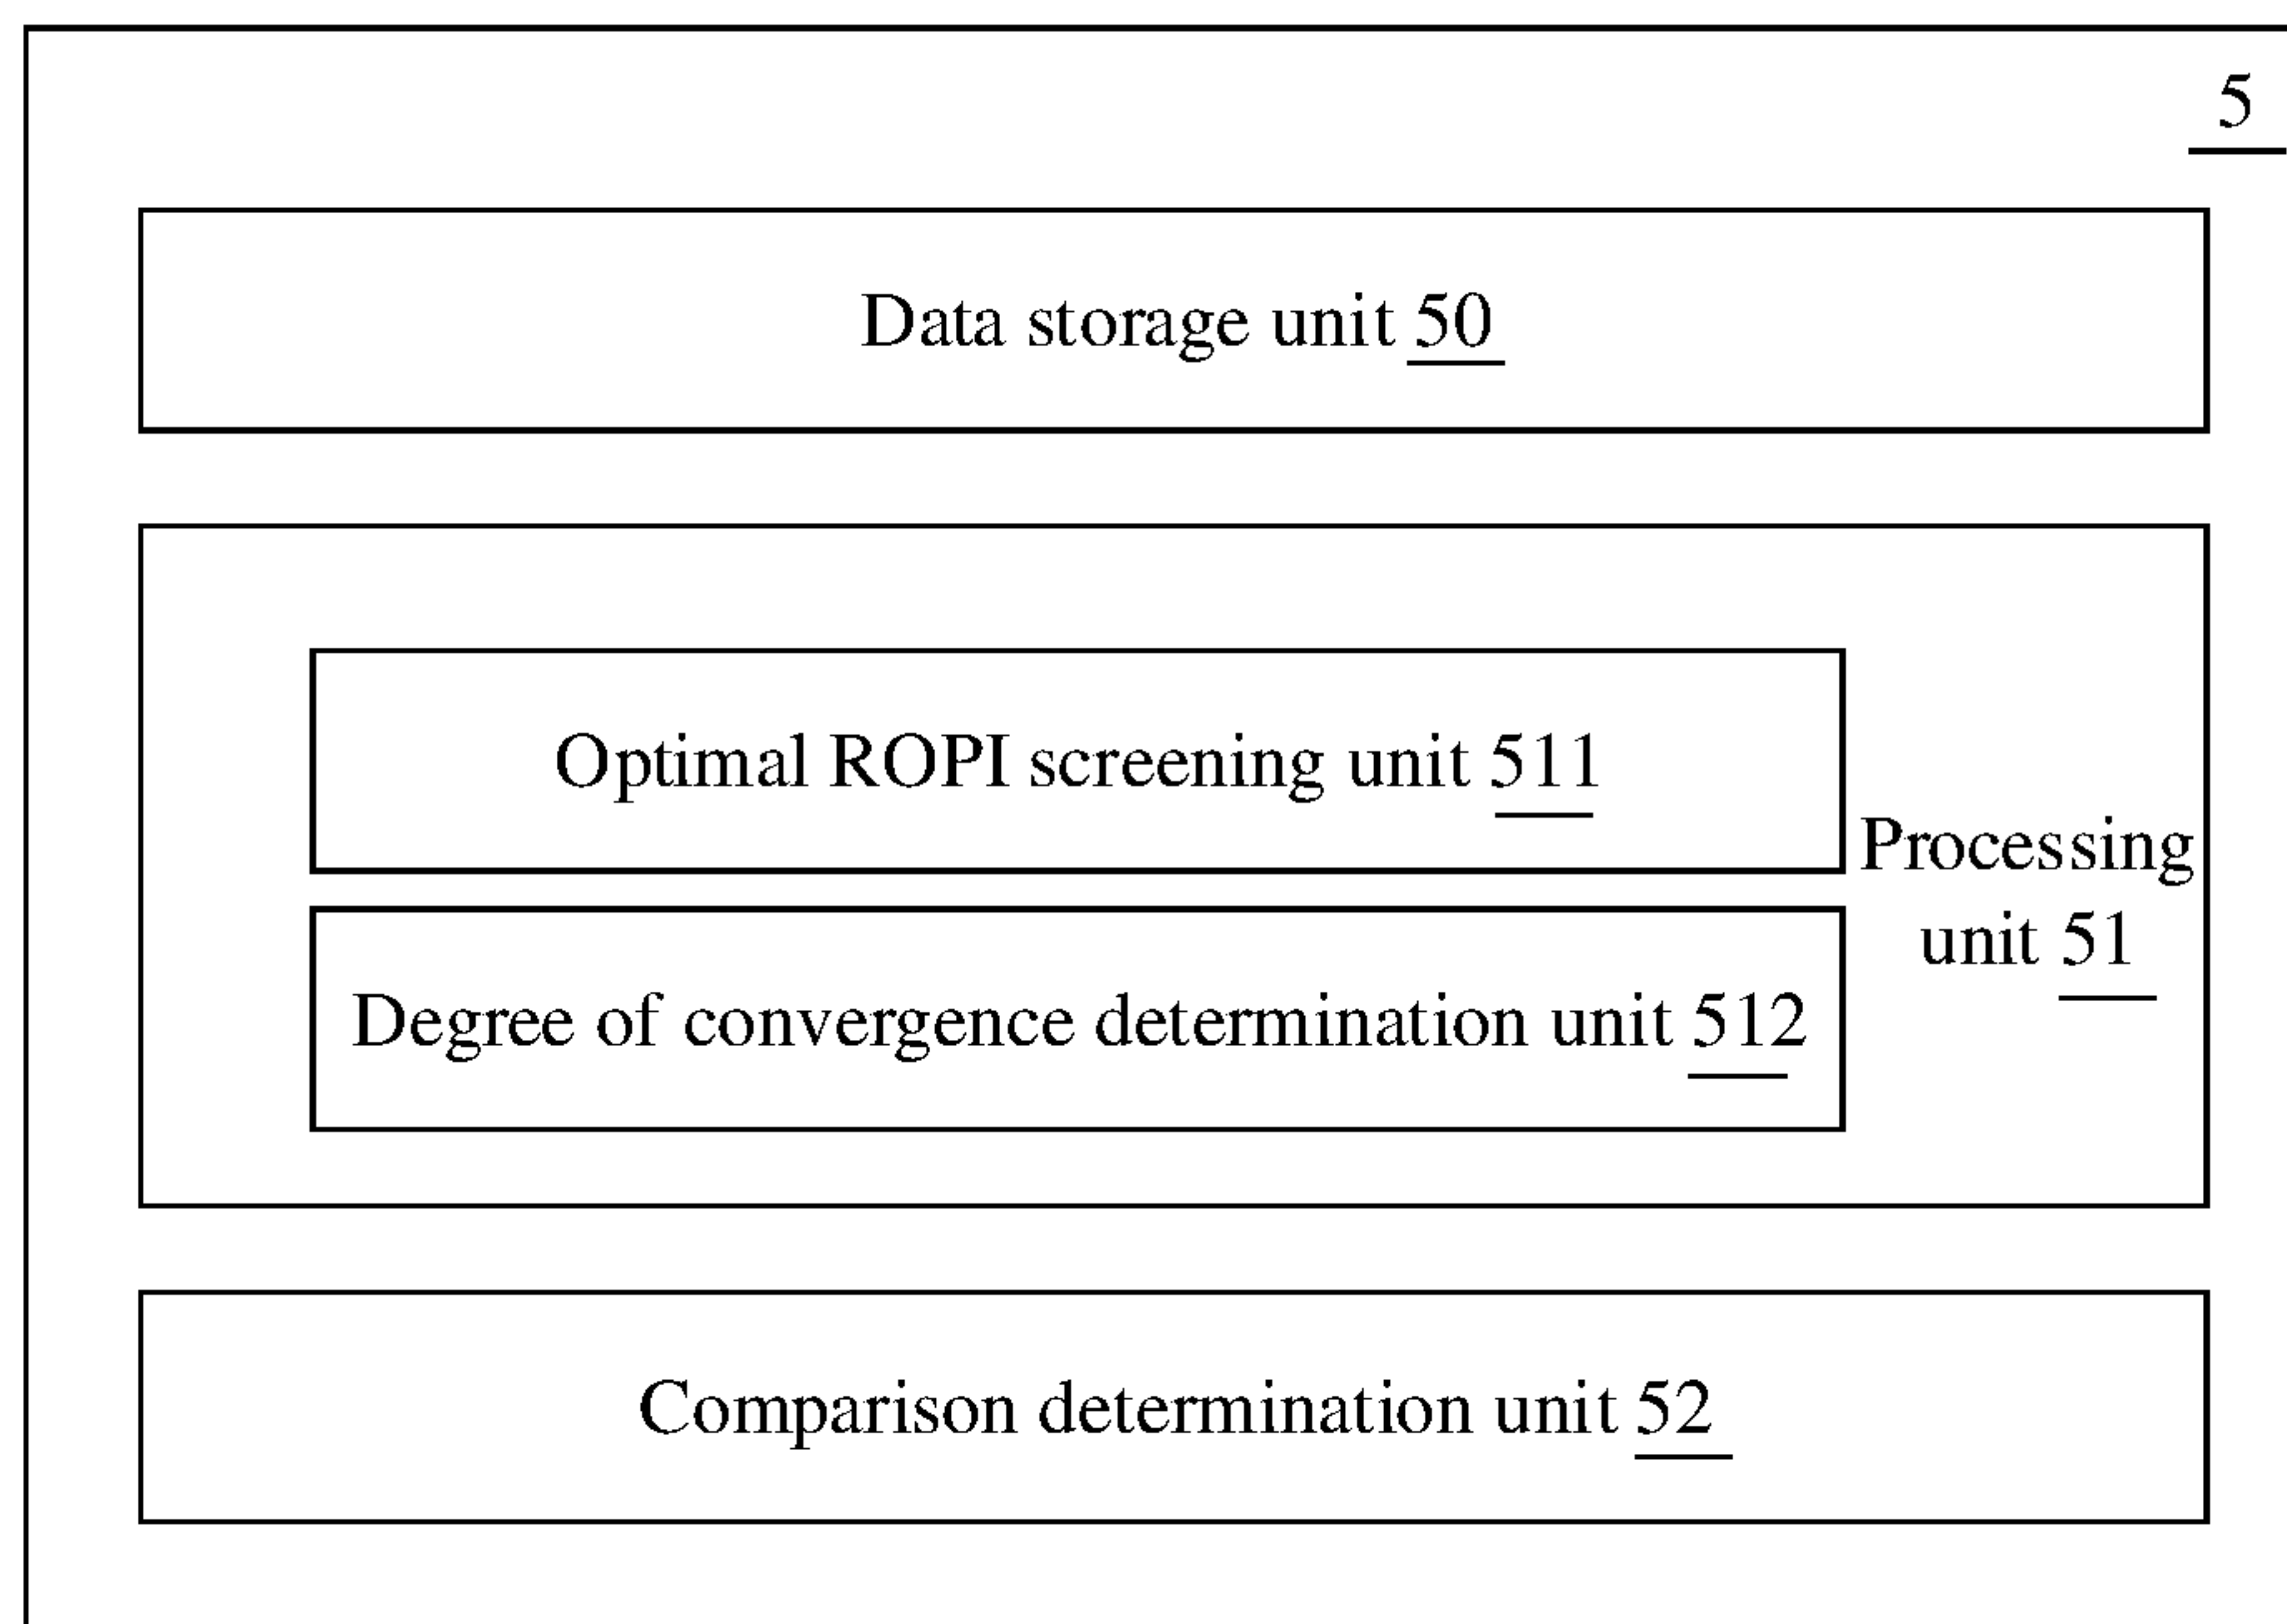 5
Data storage unit 50
Optimal ROPI screening unit 511
Processing
unit 51
Degree of convergence determination unit 512
Comparison determination unit 52